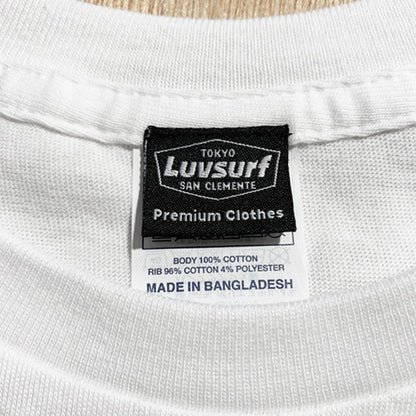 TOKYO
Luvsurf
SAN CLEMENTE
Premium Clothes
BODY 100% COTTON
RIB 96% COTTON 4% POLYESTER
MADE IN BANGLADESH